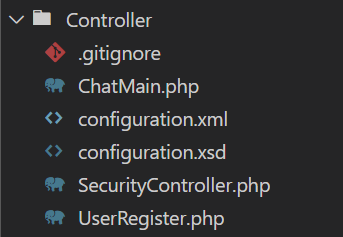 Controller
.gitignore
ChatMain.php
configuration.xml
configuration.xsd
SecurityController.php
UserRegister.php